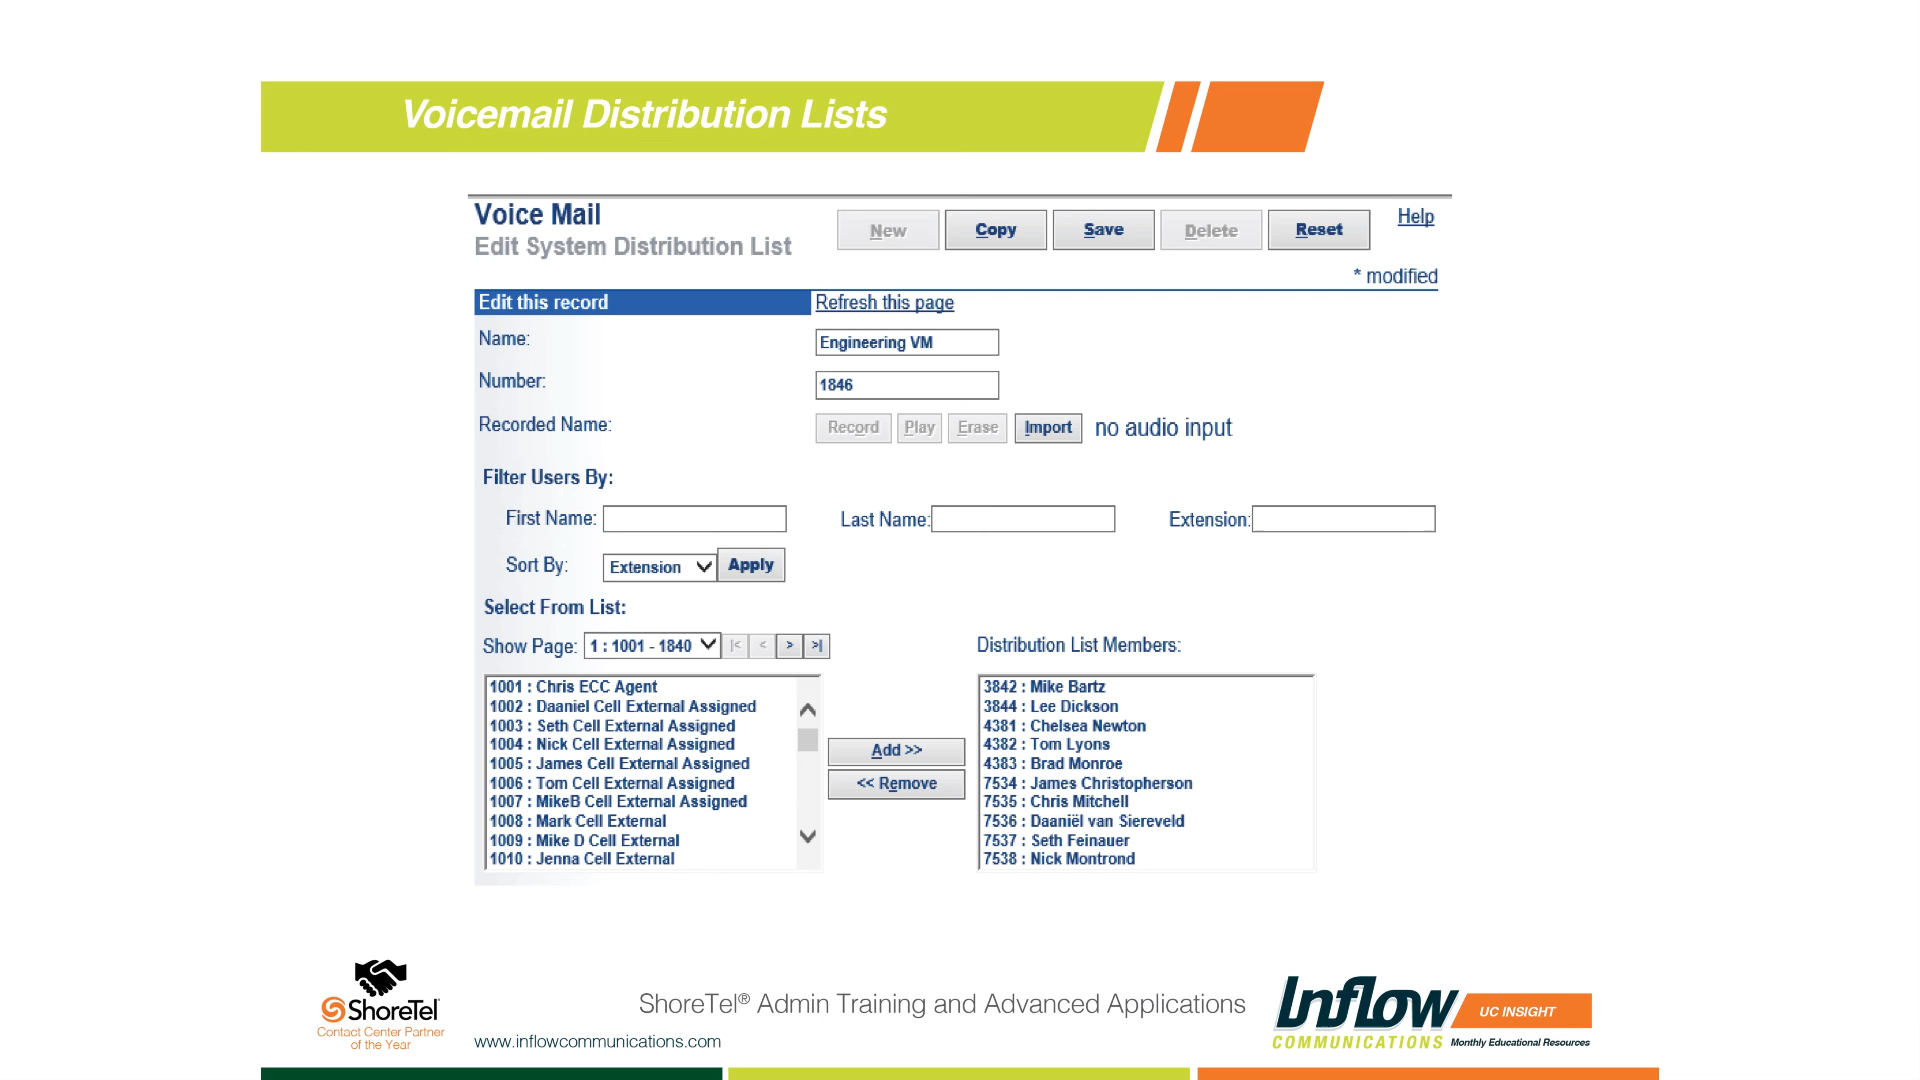 Voicemail Distribution Lists
Voice Mail
Edit System Distribution List
New Copy Save Delete Reset Help
* modified
Edit this record Refresh this page
Name: Engineering VM
Number: 1846
Recorded Name: Record Play Erase Import no audio input
Filter Users By:
First Name: Last Name: Extension:
Sort By: Extension Apply
Select From List:
Show Page: 1 : 1001 - 1840 |< < > >| Distribution List Members:
1001 : Chris ECC Agent
1002 : Daaniel Cell External Assigned
1003 : Seth Cell External Assigned
1004 : Nick Cell External Assigned
1005 : James Cell External Assigned
1006 : Tom Cell External Assigned
1007 : MikeB Cell External Assigned
1008 : Mark Cell External
1009 : Mike D Cell External
1010 : Jenna Cell External
Add >>
<< Remove
3842 : Mike Bartz
3844 : Lee Dickson
4381 : Chelsea Newton
4382 : Tom Lyons
4383 : Brad Monroe
7534 : James Christopherson
7535 : Chris Mitchell
7536 : Daaniël van Siereveld
7537 : Seth Feinauer
7538 : Nick Montrond
ShoreTel
Contact Center Partner
of the Year
ShoreTel® Admin Training and Advanced Applications
www.inflowcommunications.com
Inflow
COMMUNICATIONS
UC INSIGHT
Monthly Educational Resources